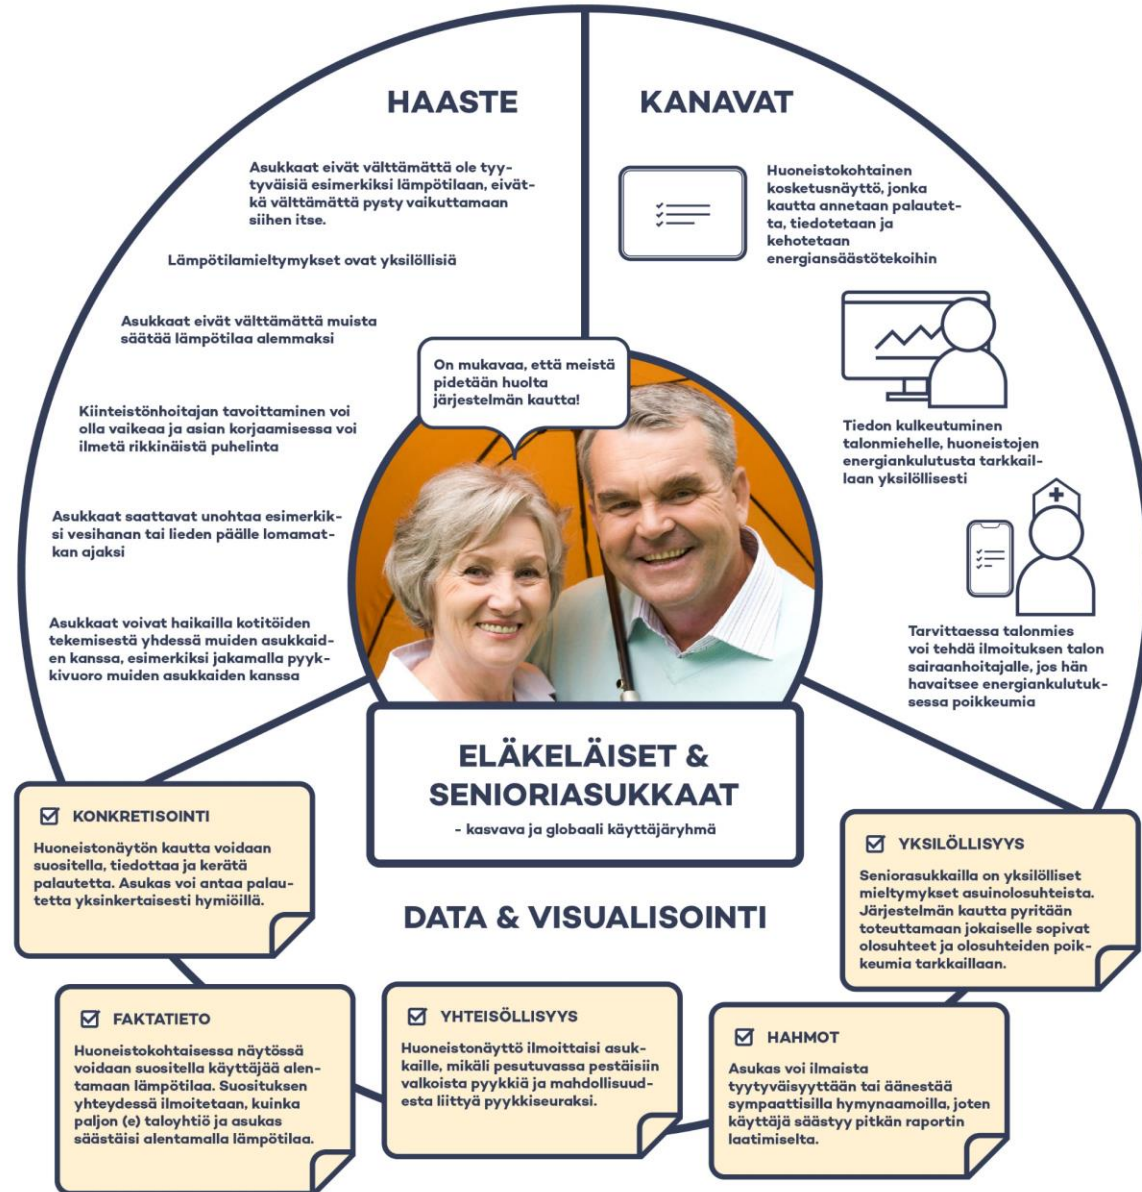 HAASTE
Asukkaat eivät välttämättä ole tyy-
tyväisiä esimerkiksi lämpötilaan, eivät-
kä välttämättä pysty vaikuttamaan
siihen itse.
Lämpötilamieltymykset ovat yksilöllisiä
Asukkaat eivät välttämättä muista
säätää lämpötilaa alemmaksi
Kiinteistönhoitajan tavoittaminen voi
olla vaikeaa ja asian korjaamisessa voi
ilmetä rikkinäistä puhelinta
Asukkaat saattavat unohtaa esimerkik-
si vesihanan tai lieden päälle lomamat-
kan ajaksi
Asukkaat voivat haikailla kotitöiden
tekemisestä yhdessä muiden asukkaid-
en kanssa, esimerkiksi jakamalla pyyk-
kivuoro muiden asukkaiden kanssa
KANAVAT
Huoneistokohtainen
kosketusnäyttö, jonka
kautta annetaan palautet-
ta, tiedotetaan ja
kehotetaan
energiansäästötekoihin
Tiedon kulkeutuminen
talonmiehelle, huoneistojen
energiankulutusta tarkkail-
laan yksilöllisesti
Tarvittaessa talonmies
voi tehdä ilmoituksen talon
sairaanhoitajalle, jos hän
havaitsee energiankulutuk-
sessa poikkeumia
On mukavaa, että meistä
pidetään huolta
järjestelmän kautta!
ELÄKELÄISET &
SENIORIASUKKAAT
- kasvava ja globaali käyttäjäryhmä
DATA & VISUALISOINTI
KONKRETISOINTI
Huoneistonäytön kautta voidaan
suositella, tiedottaa ja kerätä
palautetta. Asukas voi antaa palau-
tetta yksinkertaisesti hymiöillä.
FAKTATIETO
Huoneistokohtaisessa näytössä
voidaan suositella käyttäjää alen-
tamaan lämpötilaa. Suosituksen
yhteydessä ilmoitetaan, kuinka
paljon (e) taloyhtiö ja asukas
säästäisi alentamalla lämpötilaa.
YHTEISÖLLISYYS
Huoneistonäyttö ilmoittaisi asuk-
kaille, mikäli pesutuvassa pestäisiin
valkoista pyykkiä ja mahdollisuud-
esta liittyä pyykkiseuraksi.
HAHMOT
Asukas voi ilmaista
tyytyväisyyttään tai äänestää
sympaattisilla hymynaamoilla, joten
käyttäjä säästyy pitkän raportin
laatimiselta.
YKSILÖLLISYYS
Seniorasukkailla on yksilölliset
mieltymykset asuinolosuhteista.
Järjestelmän kautta pyritään
toteuttamaan jokaiselle sopivat
olosuhteet ja olosuhteiden poik-
keumia tarkkaillaan.